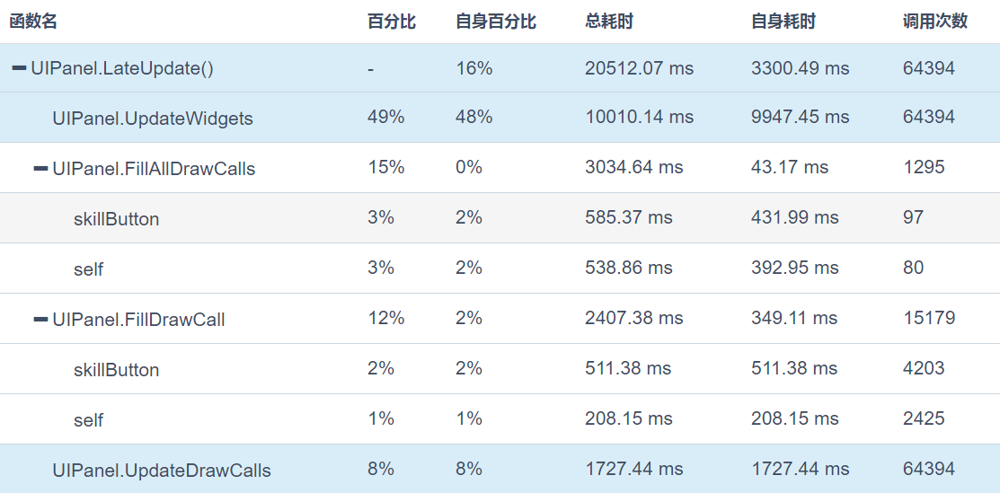 函数名 百分比 自身百分比 总耗时 自身耗时 调用次数
UIPanel.LateUpdate() - 16% 20512.07 ms 3300.49 ms 64394
UIPanel.UpdateWidgets 49% 48% 10010.14 ms 9947.45 ms 64394
UIPanel.FillAllDrawCalls 15% 0% 3034.64 ms 43.17 ms 1295
skillButton 3% 2% 585.37 ms 431.99 ms 97
self 3% 2% 538.86 ms 392.95 ms 80
UIPanel.FillDrawCall 12% 2% 2407.38 ms 349.11 ms 15179
skillButton 2% 2% 511.38 ms 511.38 ms 4203
self 1% 1% 208.15 ms 208.15 ms 2425
UIPanel.UpdateDrawCalls 8% 8% 1727.44 ms 1727.44 ms 64394